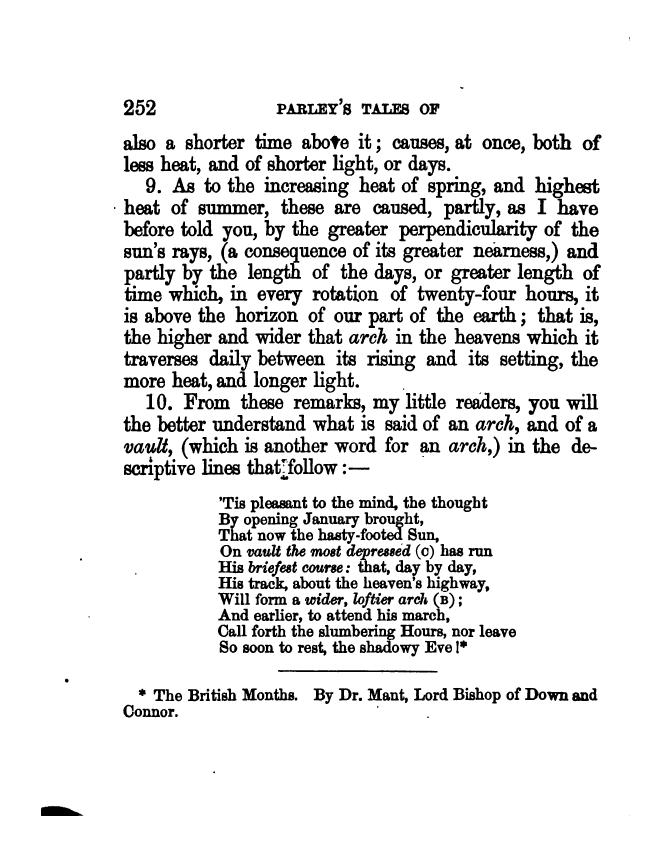 252 PARLEY'S TALES OF
also a shorter time above it; causes, at once, both of
less heat, and of shorter light, or days.
9. As to the increasing heat of spring, and highest
heat of summer, these are caused, partly, as I have
before told you, by the greater perpendicularity of the
sun's rays, (a consequence of its greater nearness,) and
partly by the length of the days, or greater length of
time which, in every rotation of twenty-four hours, it
is above the horizon of our part of the earth; that is,
the higher and wider that arch in the heavens which it
traverses daily between its rising and its setting, the
more heat, and longer light.
10. From these remarks, my little readers, you will
the better understand what is said of an arch, and of a
vault, (which is another word for an arch,) in the de-
scriptive lines that follow:—
'Tis pleasant to the mind, the thought
By opening January brought,
That now the hasty-footed Sun,
On vault the most depressed (C) has run
His briefest course: that, day by day,
His track, about the heaven's highway,
Will form a wider, loftier arch (B);
And earlier, to attend his march,
Call forth the slumbering Hours, nor leave
So soon to rest, the shadowy Eve!*
* The British Months. By Dr. Mant, Lord Bishop of Down and
Connor.